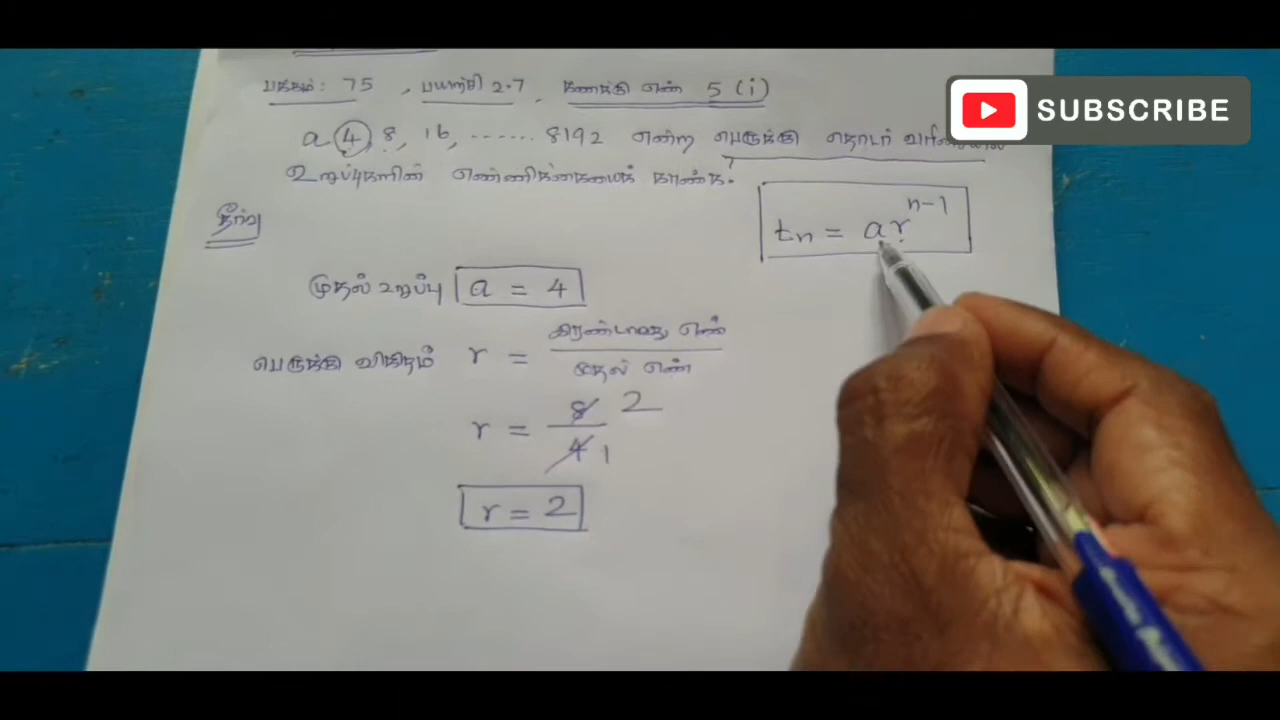 பக்கம்: 75 , பயிற்சி 2.7 , கணக்கு எண் 5 (i)
SUBSCRIBE
a 4, 8, 16, ...... 8192 என்ற பெருக்கு தொடர் வரிசையில்
உறுப்புகளின் எண்ணிக்கையைக் காண்க?
தீர்வு
tn = ar^n-1
முதல் உறுப்பு a = 4
பெருக்கு விகிதம் r = இரண்டாவது எண் / முதல் எண்
r = 8/4 2 1
r = 2